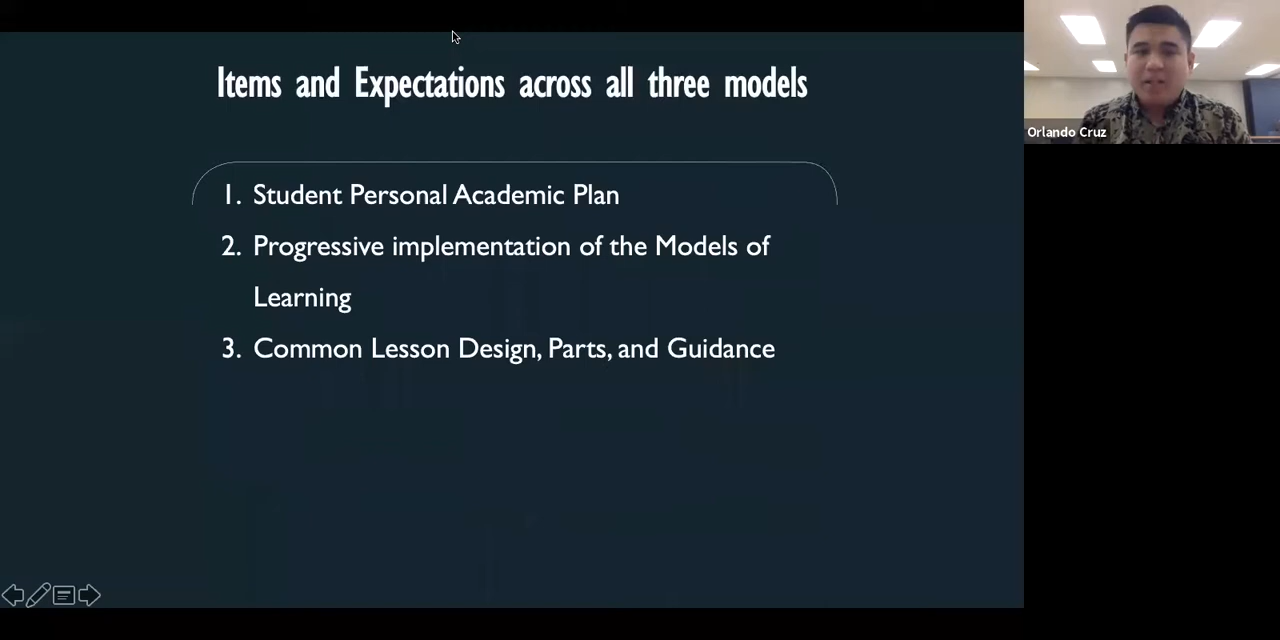 Items and Expectations across all three models
1. Student Personal Academic Plan
2. Progressive implementation of the Models of
Learning
3. Common Lesson Design, Parts, and Guidance
Orlando Cruz